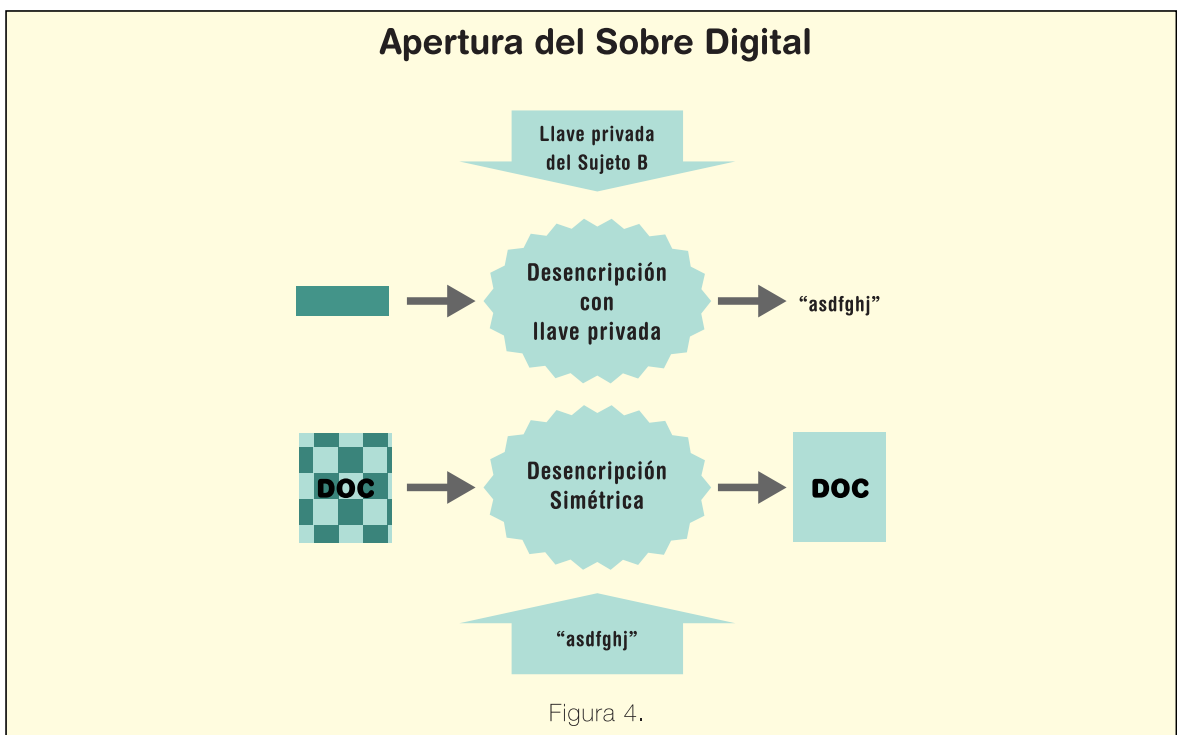 Apertura del Sobre Digital
Llave privada
del Sujeto B
Desencripción
con
llave privada
“asdfghj”
DOC
Desencripción
Simétrica
DOC
“asdfghj”
Figura 4.